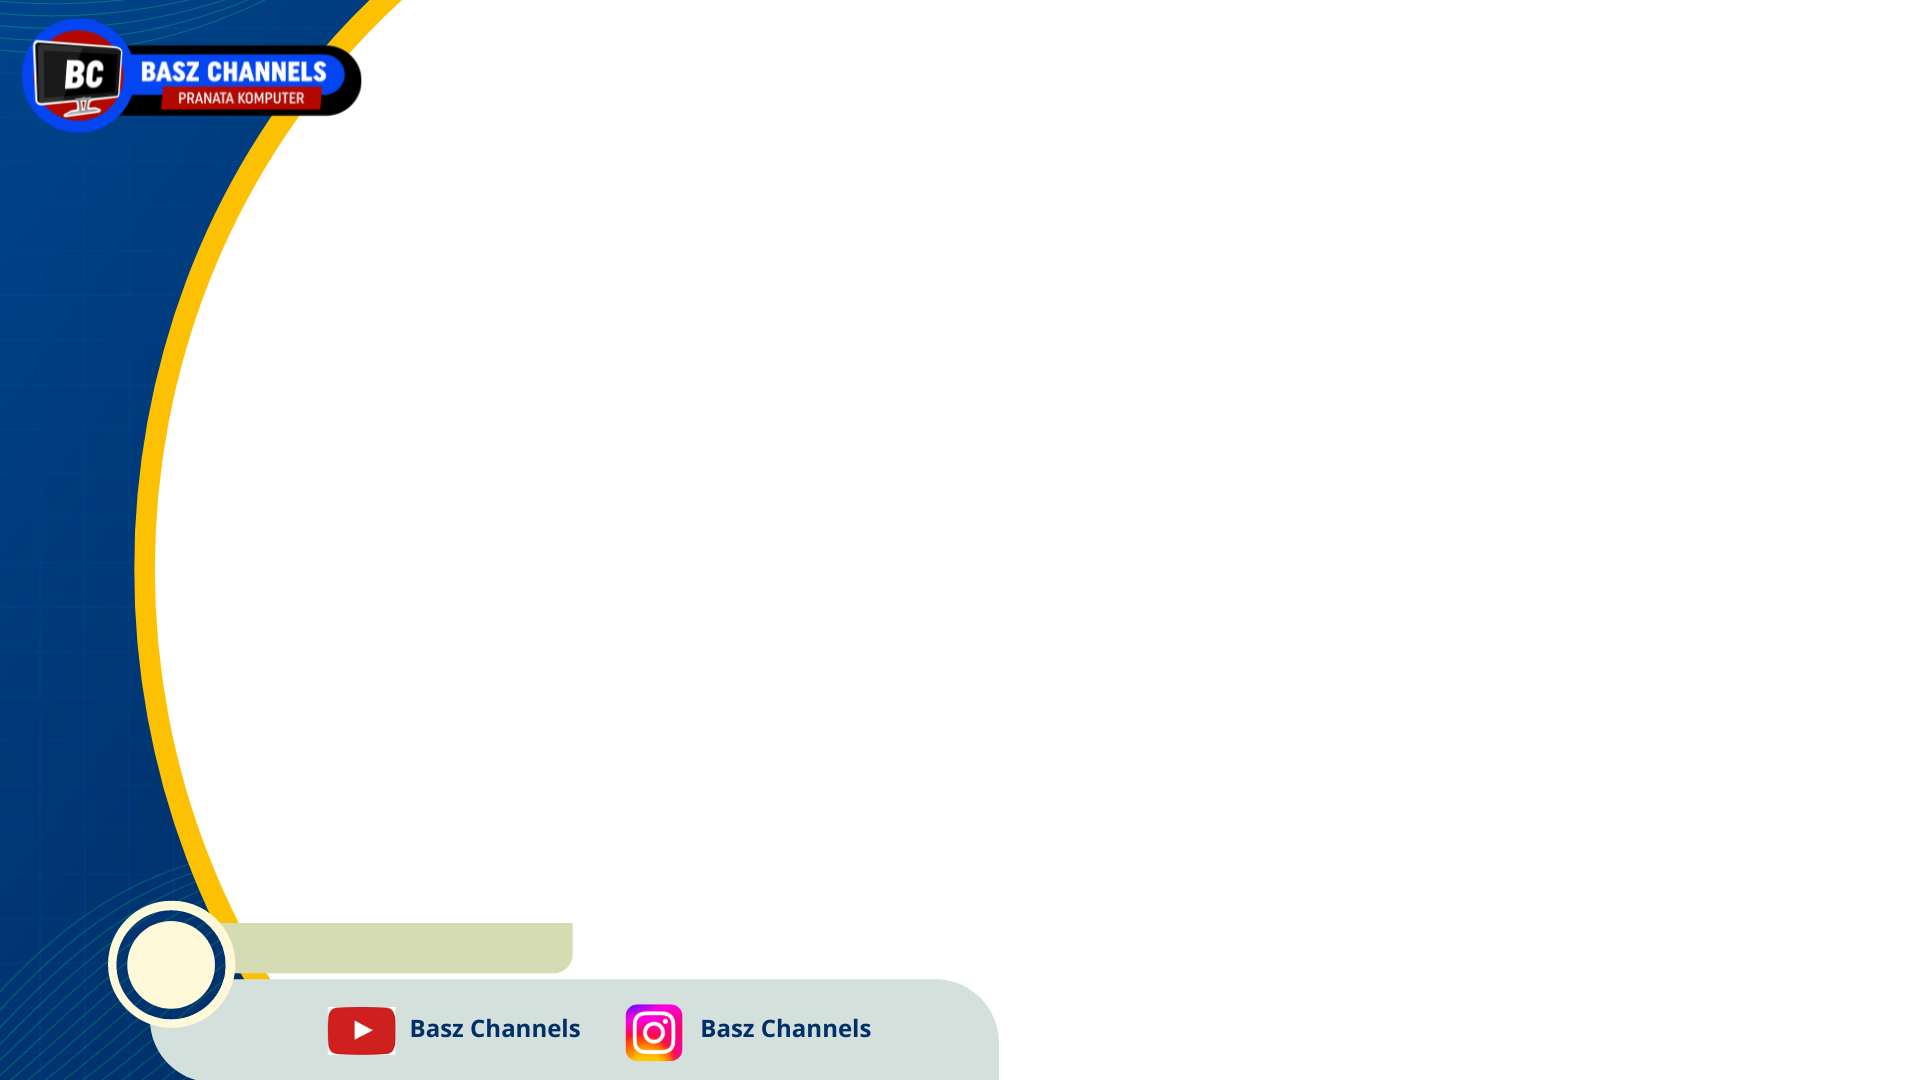 BC
BASZ CHANNELS
PRANATA KOMPUTER
Basz Channels
Basz Channels